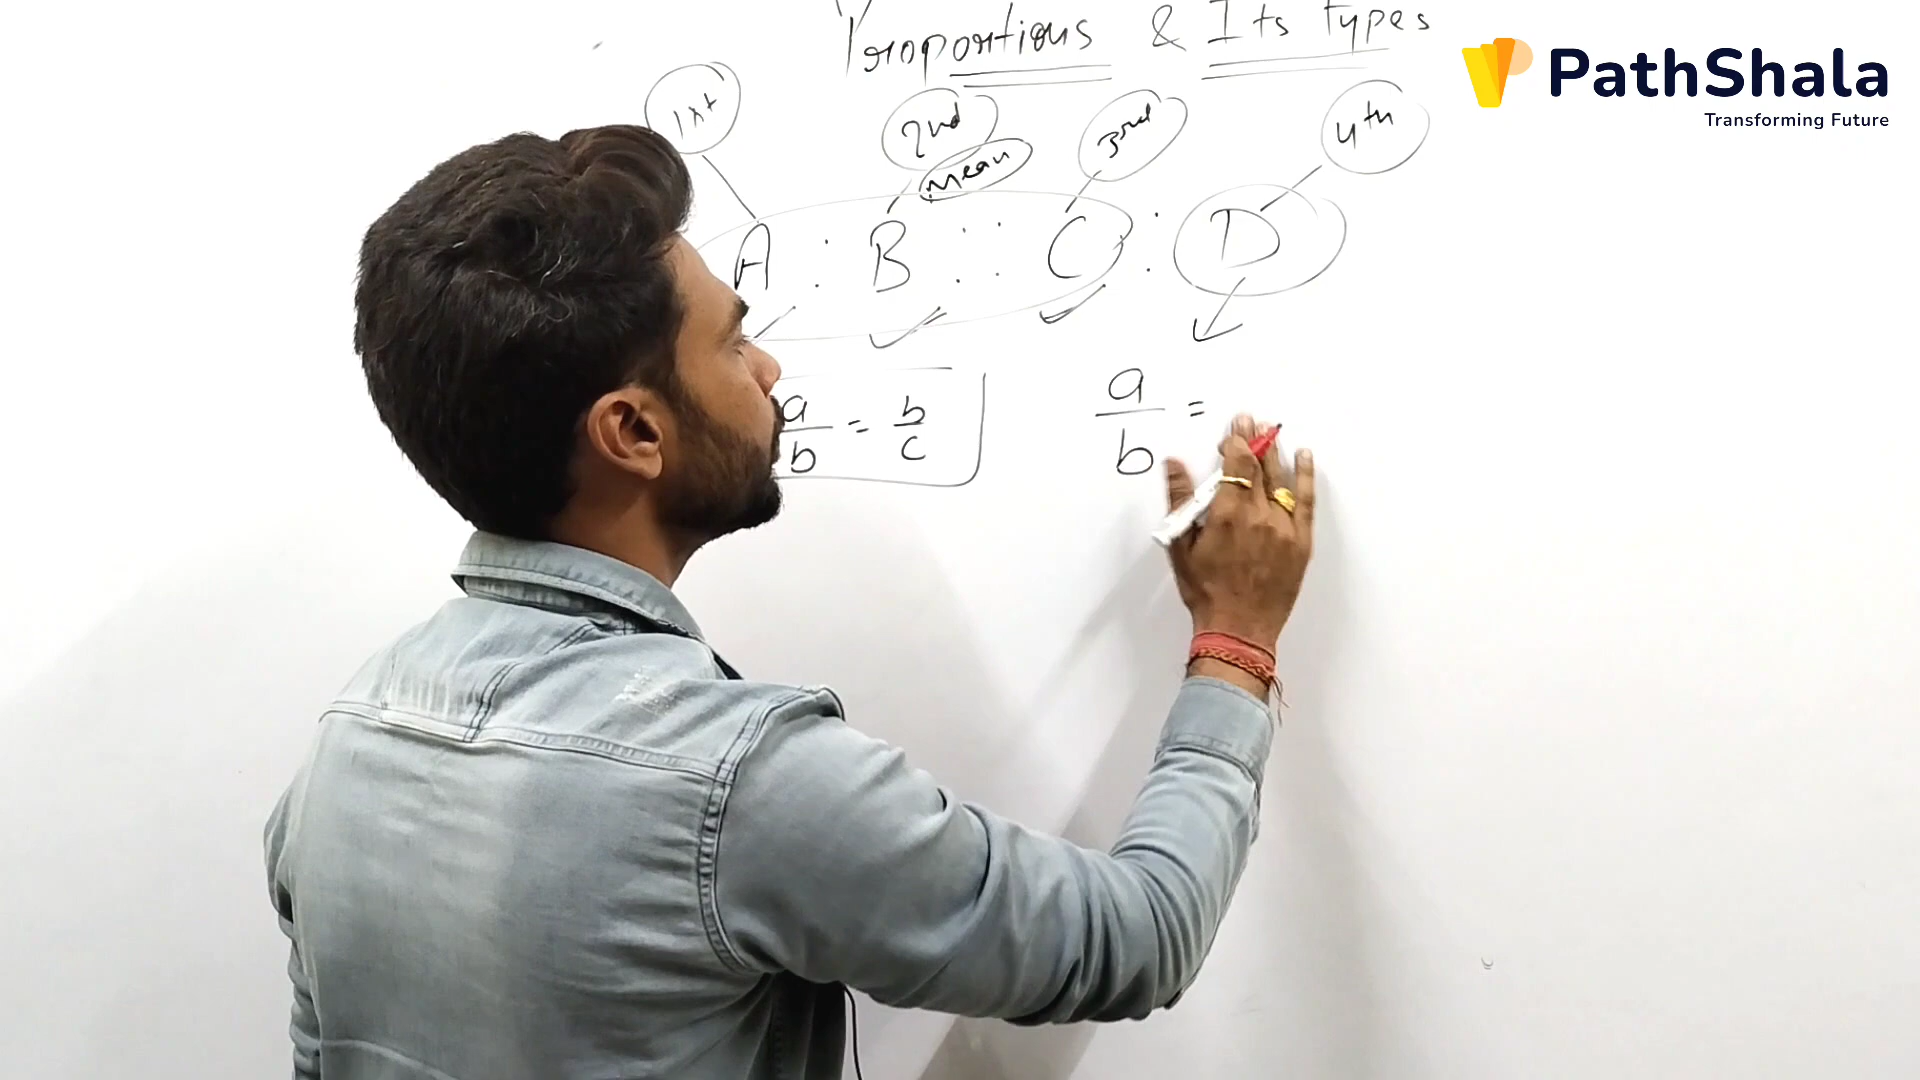 Proportions & Its types
PathShala
Transforming Future
1st 2nd 3rd 4th
mean
A : B :: C : D
a/b = b/c
a/b =